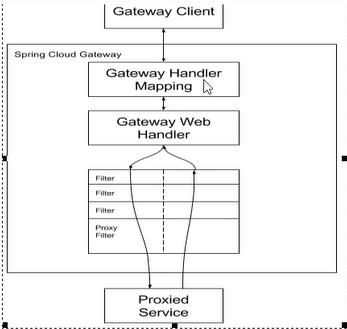 Gateway Client
Spring Cloud Gateway
Gateway Handler
Mapping
Gateway Web
Handler
Filter
Filter
Filter
Proxy
Filter
Proxied
Service